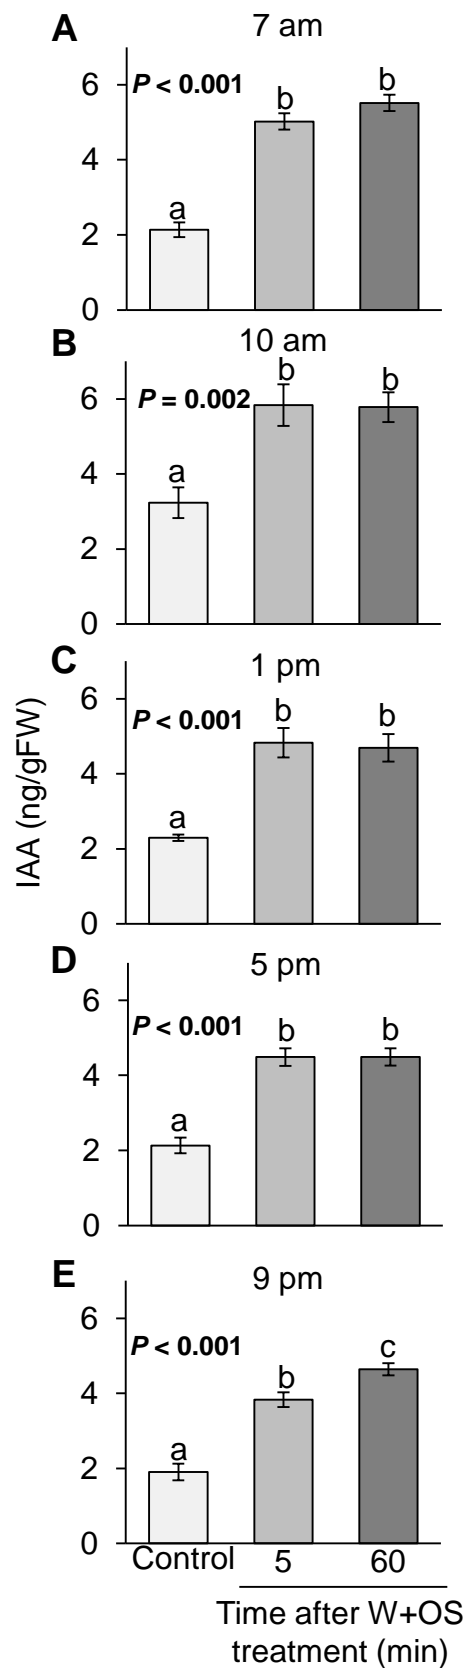 A 7 am
P < 0.001
6
4
2
0
a
b
b
B 10 am
P = 0.002
6
4
2
0
a
b
b
C 1 pm
P < 0.001
6
4
2
0
a
b
b
IAA (ng/gFW)
D 5 pm
P < 0.001
6
4
2
0
a
b
b
E 9 pm
P < 0.001
6
4
2
0
a
b
c
Control 5 60
Time after W+OS
treatment (min)